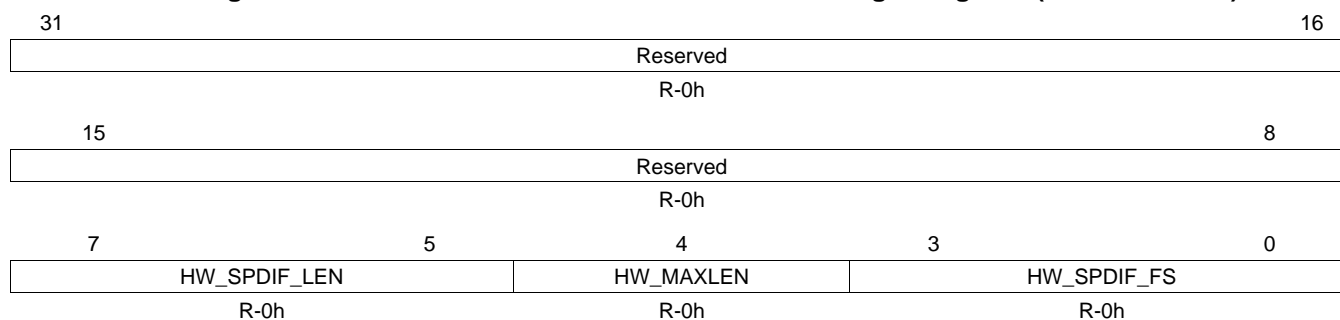 31 16
Reserved
R-0h
15 8
Reserved
R-0h
7 5 4 3 0
HW_SPDIF_LEN HW_MAXLEN HW_SPDIF_FS
R-0h R-0h R-0h